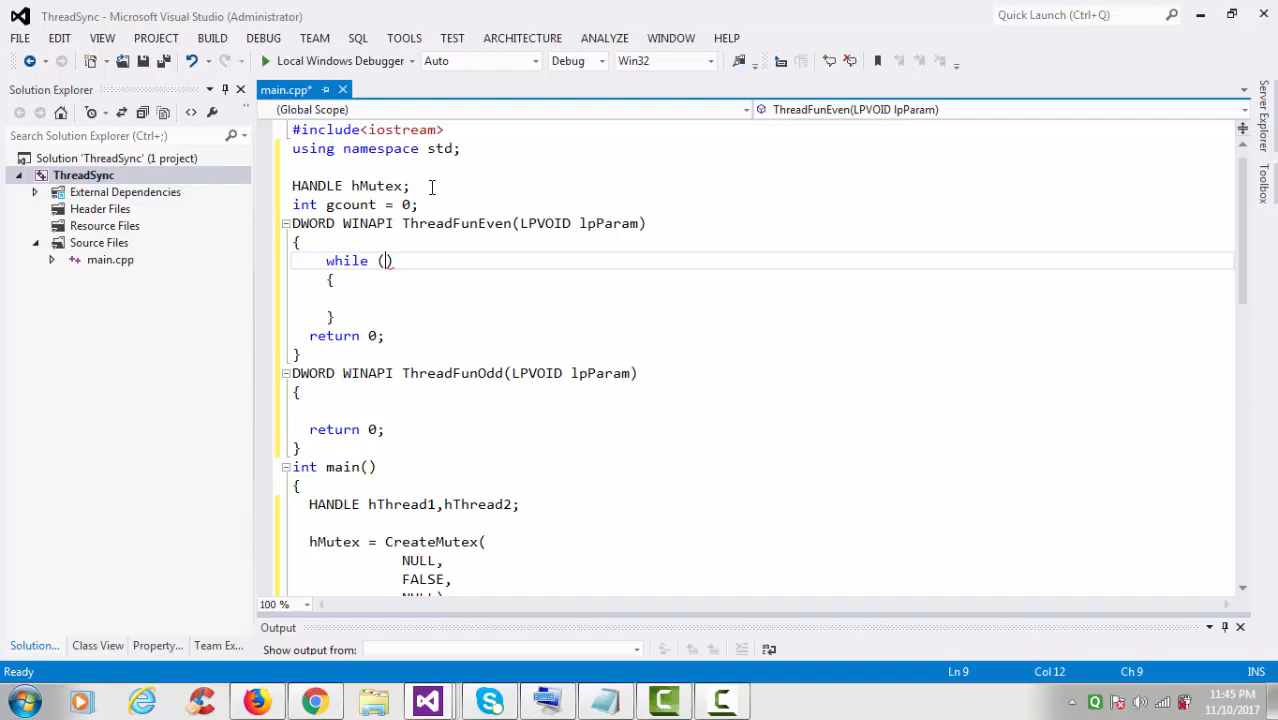 ThreadSync - Microsoft Visual Studio (Administrator)
Quick Launch (Ctrl+Q)
FILE EDIT VIEW PROJECT BUILD DEBUG TEAM SQL TOOLS TEST ARCHITECTURE ANALYZE WINDOW HELP
Local Windows Debugger Auto Debug Win32
Solution Explorer
main.cpp*
(Global Scope) ThreadFunEven(LPVOID lpParam)
Search Solution Explorer (Ctrl+;)
Solution 'ThreadSync' (1 project)
ThreadSync
External Dependencies
Header Files
Resource Files
Source Files
main.cpp
#include<iostream>
using namespace std;
HANDLE hMutex;
int gcount = 0;
DWORD WINAPI ThreadFunEven(LPVOID lpParam)
{
while ()
{
}
return 0;
}
DWORD WINAPI ThreadFunOdd(LPVOID lpParam)
{
return 0;
}
int main()
{
HANDLE hThread1,hThread2;
hMutex = CreateMutex(
NULL,
FALSE,
NULL)
Server Explorer
Toolbox
100 %
Output
Show output from:
Solution... Class View Property... Team Ex...
Ready
Ln 9 Col 12 Ch 9 INS
11:45 PM
11/10/2017